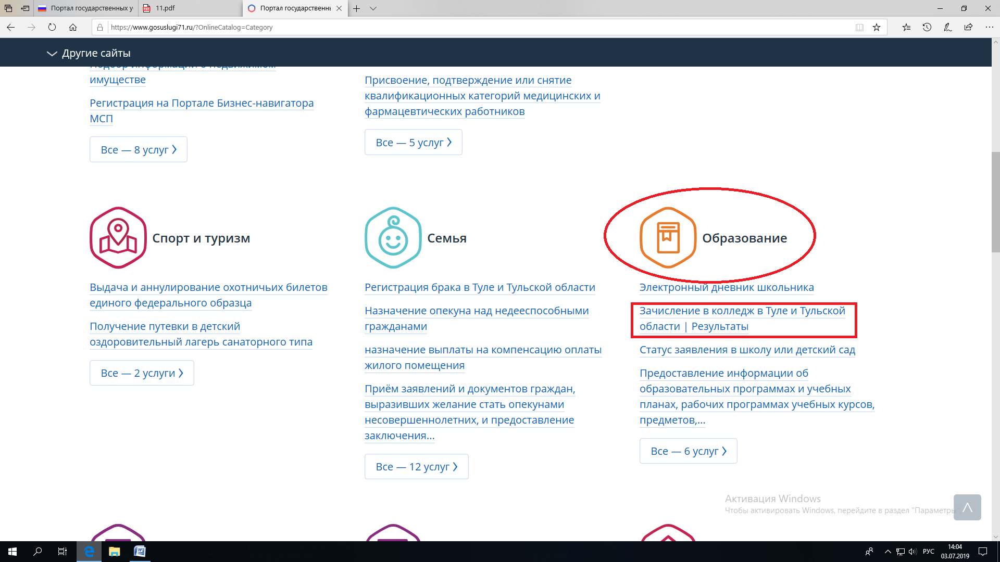 Портал государственных у
11.pdf
Портал государственнь
https://www.gosuslugi71.ru/?OnlineCatalog=Category
Другие сайты
Подбор информации о недвижимом
имуществе
Регистрация на Портале Бизнес-навигатора
МСП
Все — 8 услуг
Присвоение, подтверждение или снятие
квалификационных категорий медицинских и
фармацевтических работников
Все — 5 услуг
Спорт и туризм
Выдача и аннулирование охотничьих билетов
единого федерального образца
Получение путевки в детский
оздоровительный лагерь санаторного типа
Все — 2 услуги
Семья
Регистрация брака в Туле и Тульской области
Назначение опекуна над недееспособными
гражданами
назначение выплаты на компенсацию оплаты
жилого помещения
Приём заявлений и документов граждан,
выразивших желание стать опекунами
несовершеннолетних, и предоставление
заключения...
Все — 12 услуг
Образование
Электронный дневник школьника
Зачисление в колледж в Туле и Тульской
области | Результаты
Статус заявления в школу или детский сад
Предоставление информации об
образовательных программах и учебных
планах, рабочих программах учебных курсов,
предметов,...
Все — 6 услуг
Активация Windows
Чтобы активировать Windows, перейдите в раздел "Параметры".
РУС
14:04
03.07.2019